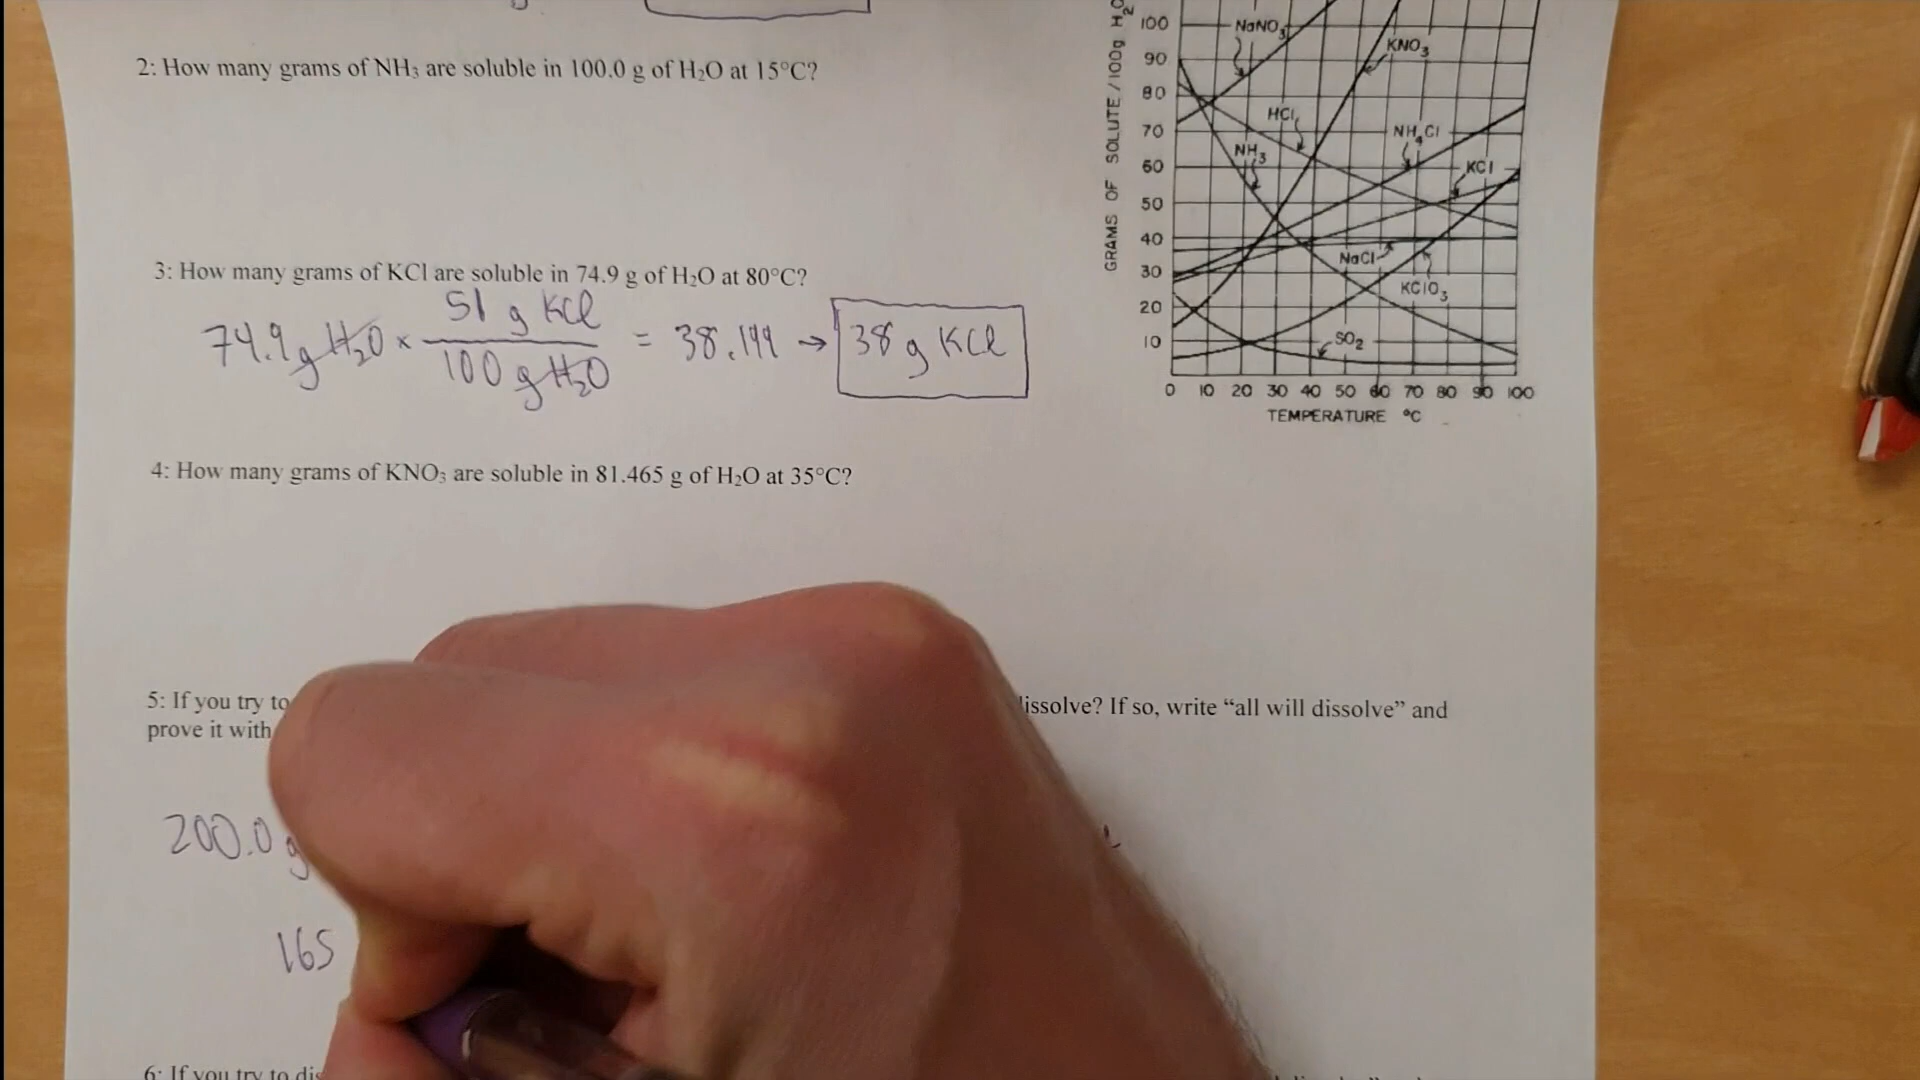 2: How many grams of NH₃ are soluble in 100.0 g of H₂O at 15°C?
3: How many grams of KCl are soluble in 74.9 g of H₂O at 80°C?
51 g KCl
74.9 g H₂O × = 38.199 → 38 g KCl
100 g H₂O
4: How many grams of KNO₃ are soluble in 81.465 g of H₂O at 35°C?
5: If you try to issolve? If so, write “all will dissolve” and
prove it with
200.0 g
165
6: If you try to dis
GRAMS OF SOLUTE / 100g H₂O
100
90
80
70
60
50
40
30
20
10
NaNO₃
KNO₃
HCl
NH₄Cl
NH₃
KCl
NaCl
KClO₃
SO₂
0 10 20 30 40 50 60 70 80 90 100
TEMPERATURE °C